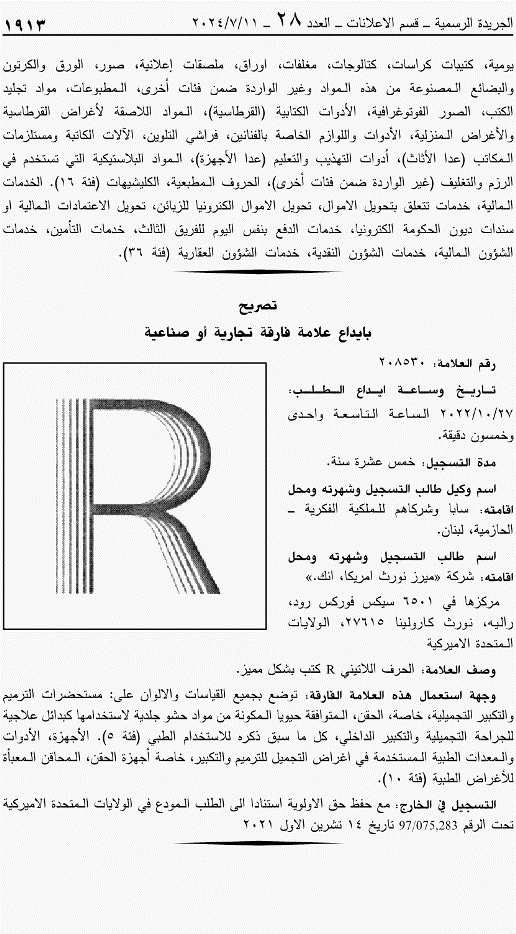 الجريدة الرسمية – قسم الاعلانات – العدد ٢٨ – ٢٠٢٤/٧/١١
١٩١٣
يومية، كتيبات كراسات، كتالوجات، مغلفات، اوراق، ملصقات إعلانية، صور، الورق والكرتون
والبضائع المصنوعة من هذه المواد وغير الواردة ضمن فئات أخرى، المطبوعات، مواد تجليد
الكتب، الصور الفوتوغرافية، الأدوات الكتابية (القرطاسية)، المواد اللاصقة لأغراض القرطاسية
والأغراض المنزلية، الأدوات واللوازم الخاصة بالفنانين، فراشي التلوين، الآلات الكاتبة ومستلزمات
المكاتب (عدا الأثاث)، أدوات التهذيب والتعليم (عدا الأجهزة)، المواد البلاستيكية التي تستخدم في
الرزم والتغليف (غير الواردة ضمن فئات أخرى)، الحروف المطبعية، الكليشيهات (فئة ١٦). الخدمات
المالية، خدمات تتعلق بتحويل الاموال، تحويل الاموال الكترونيا للزبائن، تحويل الاعتمادات المالية او
سندات ديون الحكومة الكترونيا، خدمات الدفع بنفس اليوم للفريق الثالث، خدمات التأمين، خدمات
الشؤون المالية، خدمات الشؤون النقدية، خدمات الشؤون العقارية (فئة ٣٦).
تصريح
بايداع علامة فارقة تجارية أو صناعية
رقم العلامة: ٢٠٨٥٣٠
تاريخ وساعة ايداع الطلب:
٢٠٢٢/١٠/٢٧ الساعة التاسعة واحدى
وخمسون دقيقة.
مدة التسجيل: خمس عشرة سنة.
اسم وكيل طالب التسجيل وشهرته ومحل
اقامته: سابا وشركاهم للملكية الفكرية –
الحازمية، لبنان.
اسم طالب التسجيل وشهرته ومحل
اقامته: شركة «ميرز نورث امريكا، انك.»
مركزها في ٦٥٠١ سيكس فوركس رود،
راليه، نورث كارولينا ٢٧٦١٥، الولايات
المتحدة الاميركية
R
وصف العلامة: الحرف اللاتيني R كتب بشكل مميز.
وجهة استعمال هذه العلامة الفارقة: توضع بجميع القياسات والالوان على: مستحضرات الترميم
والتكبير التجميلية، خاصة، الحقن، المتوافقة حيويا المكونة من مواد حشو جلدية لاستخدامها كبدائل علاجية
للجراحة التجميلية والتكبير الداخلي، كل ما سبق ذكره للاستخدام الطبي (فئة ٥). الأجهزة، الأدوات
والمعدات الطبية المستخدمة في اغراض التجميل للترميم والتكبير، خاصة أجهزة الحقن، المحاقن المعبأة
للأغراض الطبية (فئة ١٠).
التسجيل في الخارج: مع حفظ حق الاولوية استنادا الى الطلب المودع في الولايات المتحدة الاميركية
تحت الرقم 97/075,283 تاريخ ١٤ تشرين الاول ٢٠٢١